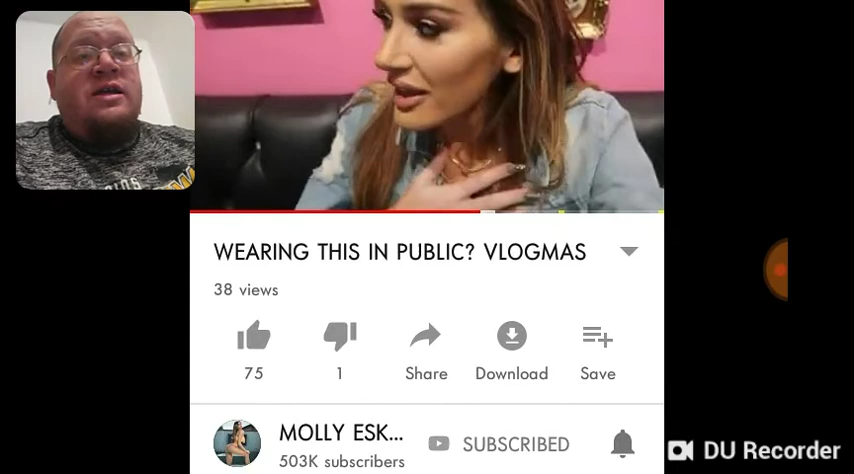 WEARING THIS IN PUBLIC? VLOGMAS
38 views
75
1
Share
Download
Save
MOLLY ESK...
SUBSCRIBED
503K subscribers
DU Recorder